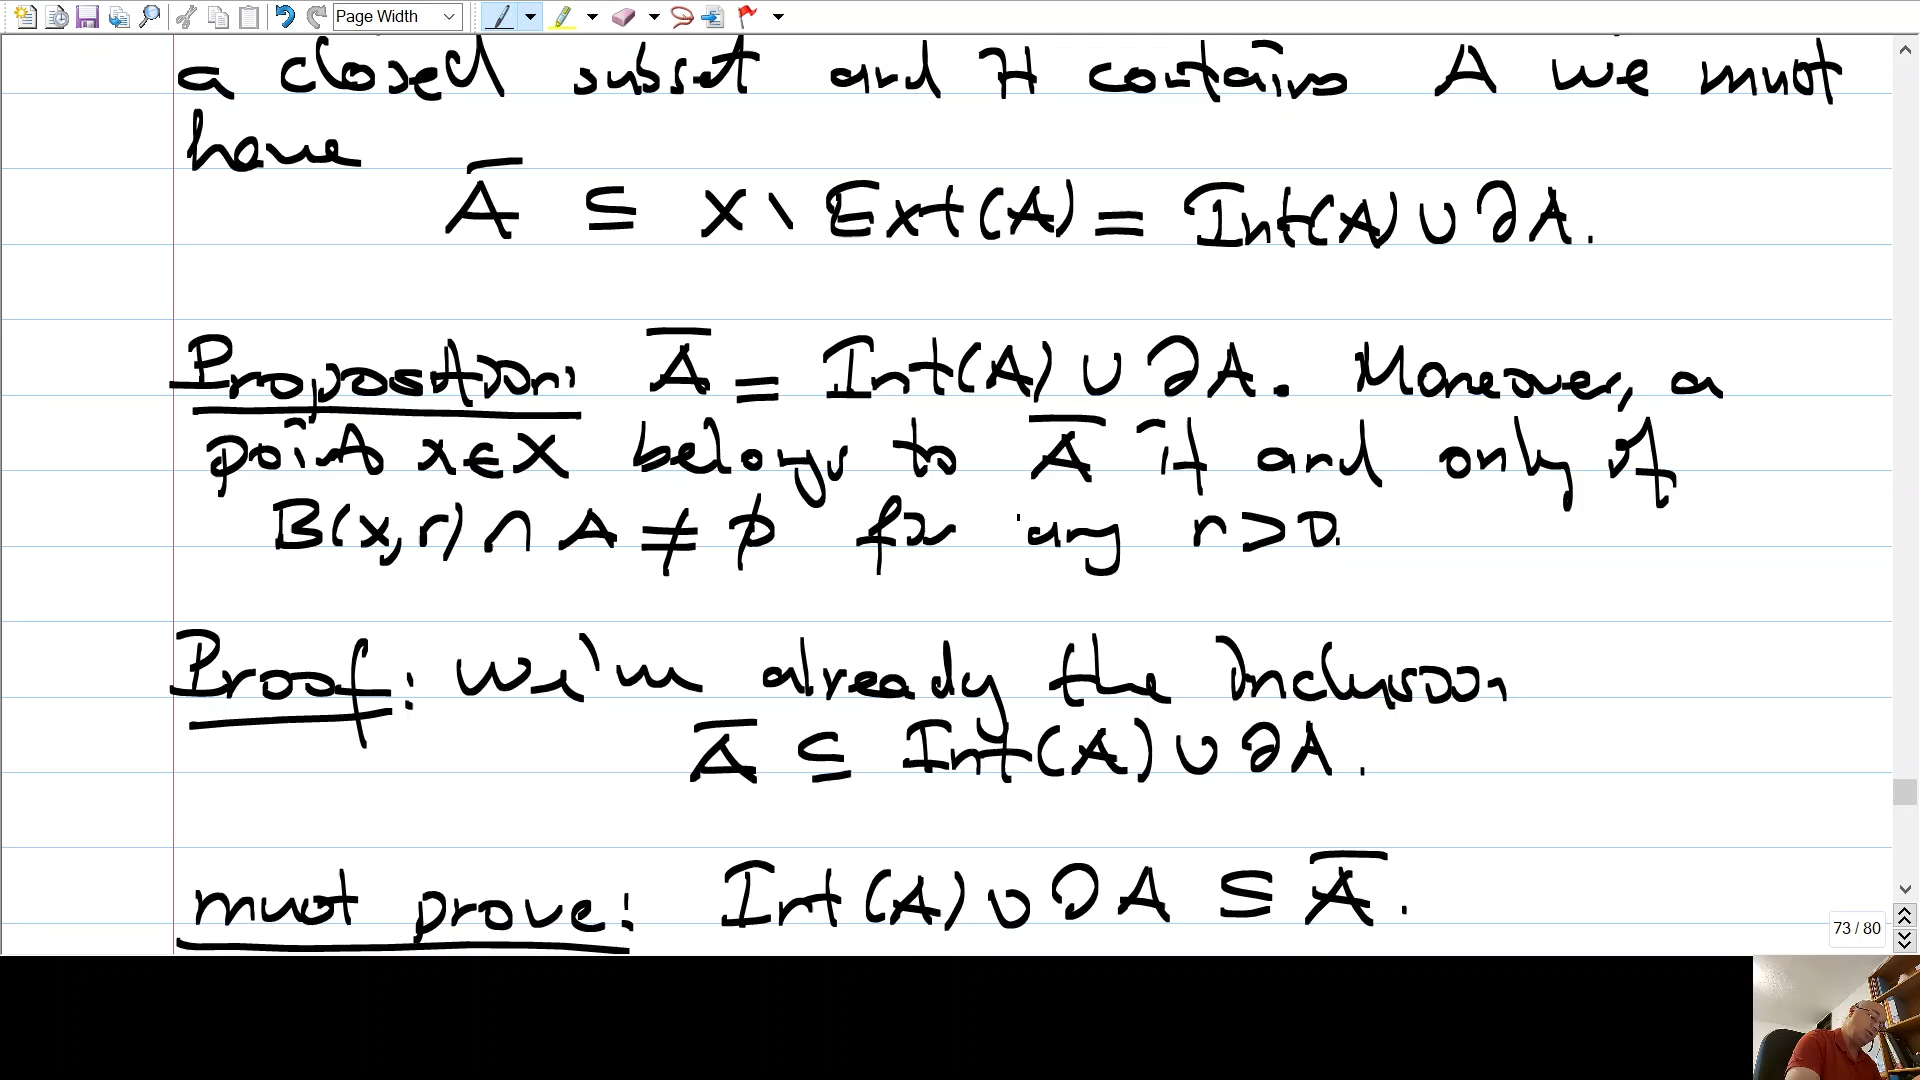 Page Width
a closed subset and H contains A we must
have
A̅ ⊆ X \ Ext(A) = Int(A) ∪ ∂A.
Proposition: A̅ = Int(A) ∪ ∂A. Moreover, a
point x∈X belongs to A̅ if and only if
B(x,r) ∩ A ≠ ∅ for any r>0.
Proof: We've already the inclusion
A̅ ⊆ Int(A) ∪ ∂A.
must prove: Int(A) ∪ ∂A ⊆ A̅.
73 / 80